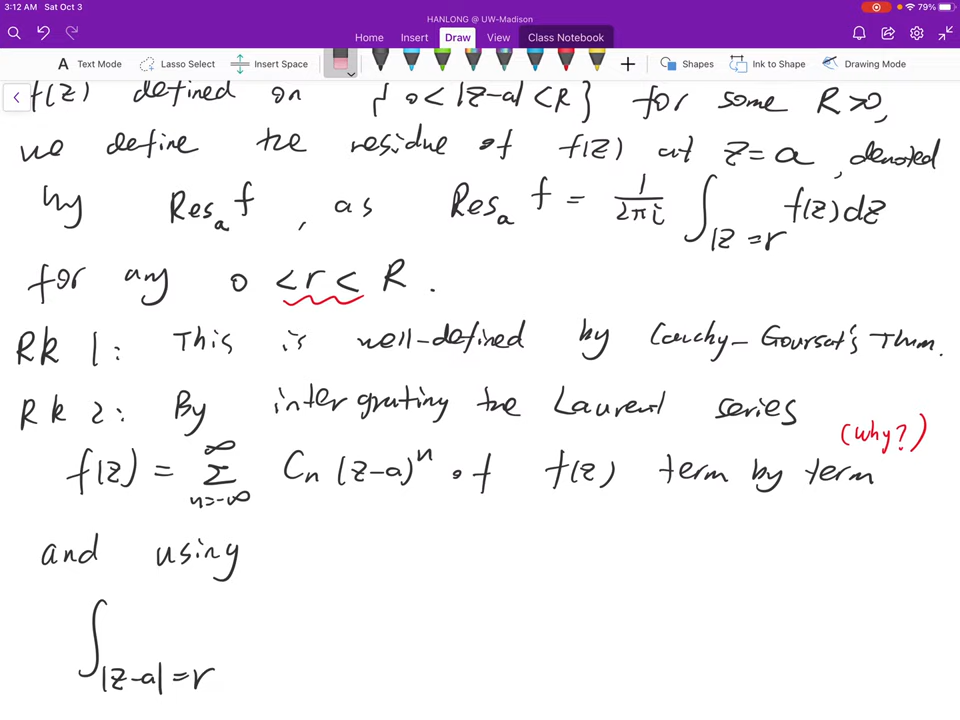 3:12 AM Sat Oct 3
79%
HANLONG @ UW-Madison
Home Insert Draw View Class Notebook
Text Mode Lasso Select Insert Space Shapes Ink to Shape Drawing Mode
f(z) defined on { 0<|z-a|<R } for some R>0,
we define the residue of f(z) at z=a, denoted
by Res_a f, as Res_a f = 1/2πi ∫_{|z=r} f(z)dz
for any 0 <r< R.
Rk 1: This is well-defined by Cauchy-Goursat's Thm.
Rk 2: By intergrating the Laurent series
(why?)
f(z) = Σ_{n=-∞}^{∞} C_n (z-a)^n of f(z) term by term
and using
∫_{|z-a|=r}